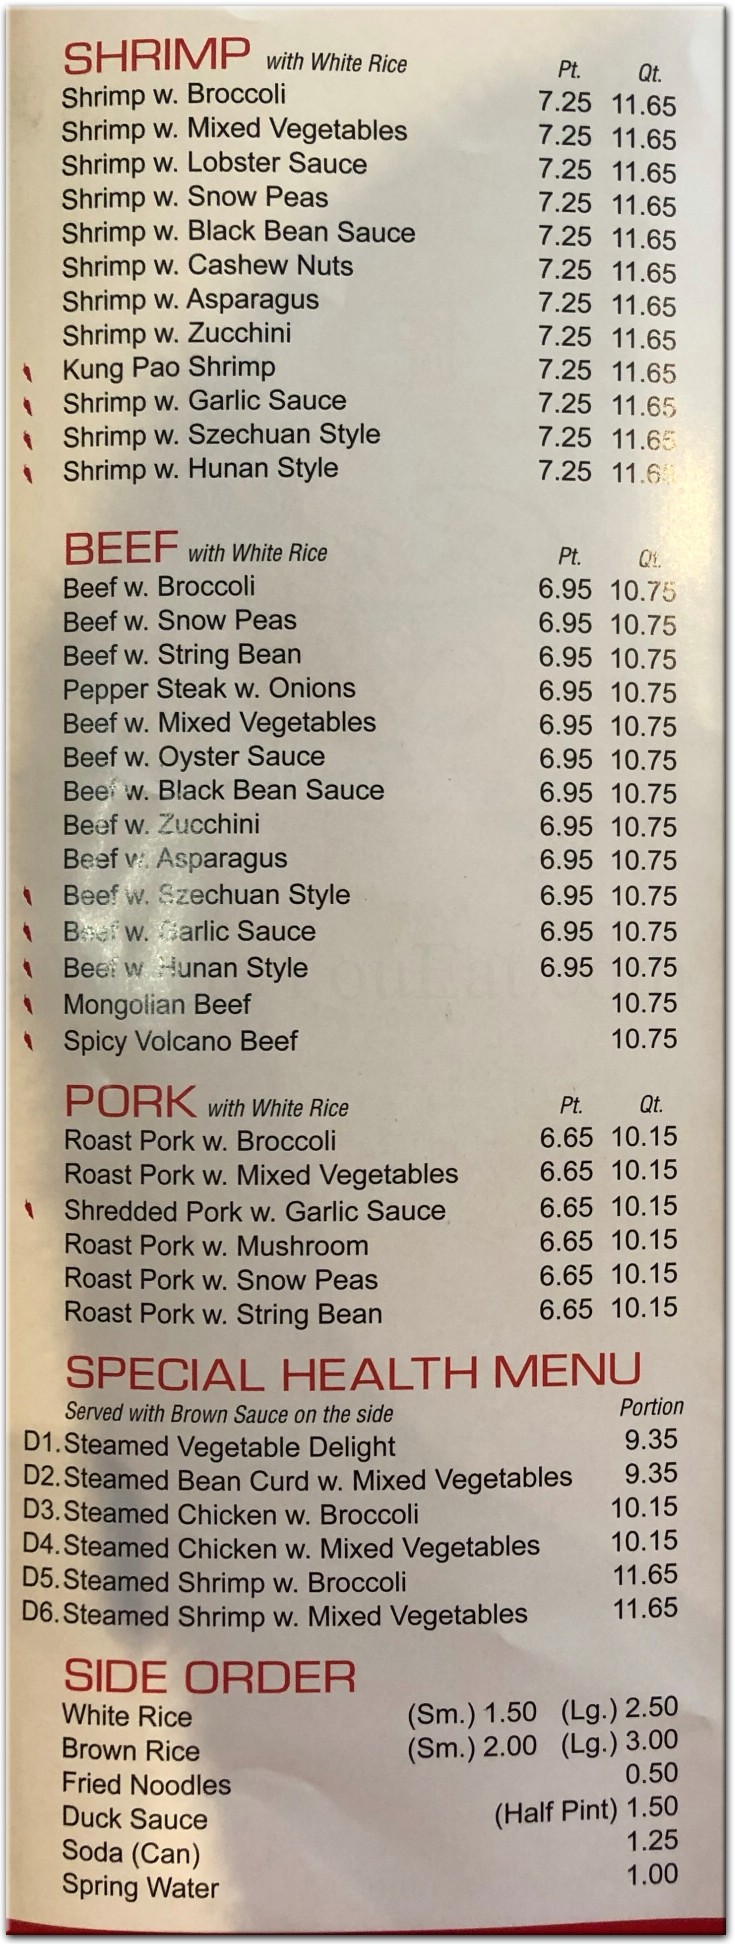 SHRIMP with White Rice Pt. Qt.
Shrimp w. Broccoli 7.25 11.65
Shrimp w. Mixed Vegetables 7.25 11.65
Shrimp w. Lobster Sauce 7.25 11.65
Shrimp w. Snow Peas 7.25 11.65
Shrimp w. Black Bean Sauce 7.25 11.65
Shrimp w. Cashew Nuts 7.25 11.65
Shrimp w. Asparagus 7.25 11.65
Shrimp w. Zucchini 7.25 11.65
Kung Pao Shrimp 7.25 11.65
Shrimp w. Garlic Sauce 7.25 11.65
Shrimp w. Szechuan Style 7.25 11.65
Shrimp w. Hunan Style 7.25 11.65
BEEF with White Rice Pt. Qt.
Beef w. Broccoli 6.95 10.75
Beef w. Snow Peas 6.95 10.75
Beef w. String Bean 6.95 10.75
Pepper Steak w. Onions 6.95 10.75
Beef w. Mixed Vegetables 6.95 10.75
Beef w. Oyster Sauce 6.95 10.75
Beef w. Black Bean Sauce 6.95 10.75
Beef w. Zucchini 6.95 10.75
Beef w. Asparagus 6.95 10.75
Beef w. Szechuan Style 6.95 10.75
Beef w. Garlic Sauce 6.95 10.75
Beef w. Hunan Style 6.95 10.75
Mongolian Beef 10.75
Spicy Volcano Beef 10.75
PORK with White Rice Pt. Qt.
Roast Pork w. Broccoli 6.65 10.15
Roast Pork w. Mixed Vegetables 6.65 10.15
Shredded Pork w. Garlic Sauce 6.65 10.15
Roast Pork w. Mushroom 6.65 10.15
Roast Pork w. Snow Peas 6.65 10.15
Roast Pork w. String Bean 6.65 10.15
SPECIAL HEALTH MENU
Served with Brown Sauce on the side Portion
D1. Steamed Vegetable Delight 9.35
D2. Steamed Bean Curd w. Mixed Vegetables 9.35
D3. Steamed Chicken w. Broccoli 10.15
D4. Steamed Chicken w. Mixed Vegetables 10.15
D5. Steamed Shrimp w. Broccoli 11.65
D6. Steamed Shrimp w. Mixed Vegetables 11.65
SIDE ORDER
White Rice (Sm.) 1.50 (Lg.) 2.50
Brown Rice (Sm.) 2.00 (Lg.) 3.00
Fried Noodles 0.50
Duck Sauce (Half Pint) 1.50
Soda (Can) 1.25
Spring Water 1.00